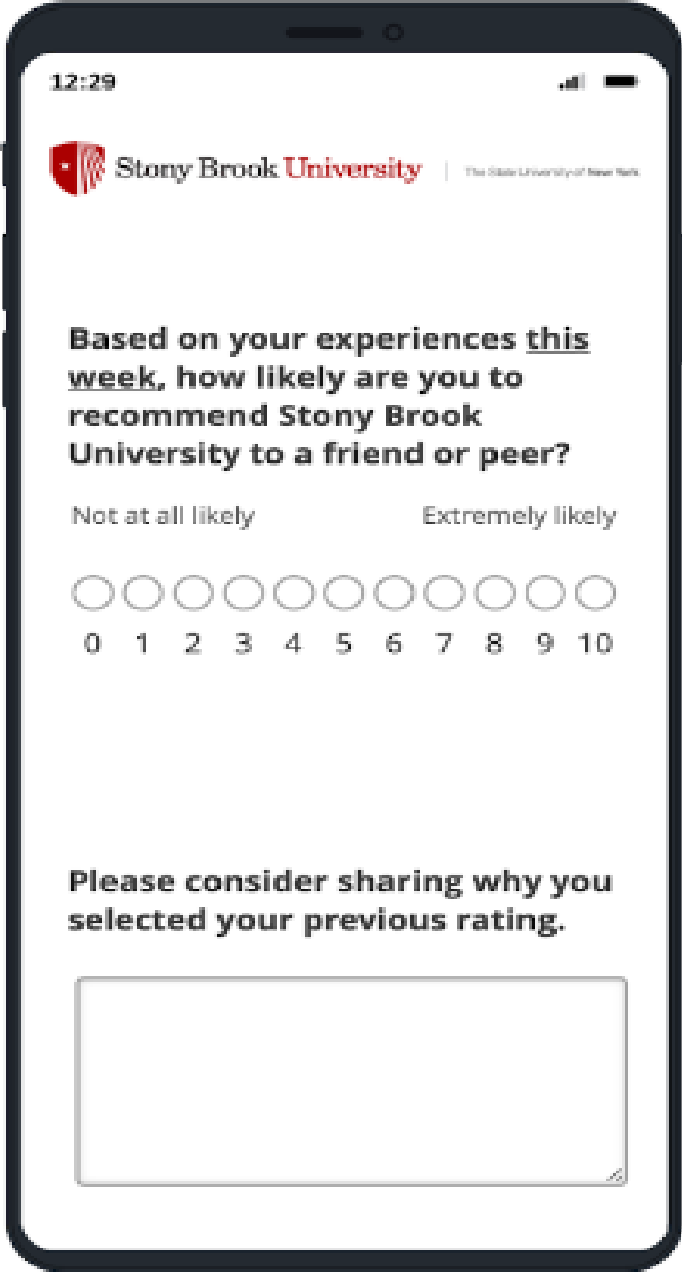 12:29
Stony Brook University | The State University of New York
Based on your experiences this
week, how likely are you to
recommend Stony Brook
University to a friend or peer?
Not at all likely Extremely likely
0 1 2 3 4 5 6 7 8 9 10
Please consider sharing why you
selected your previous rating.